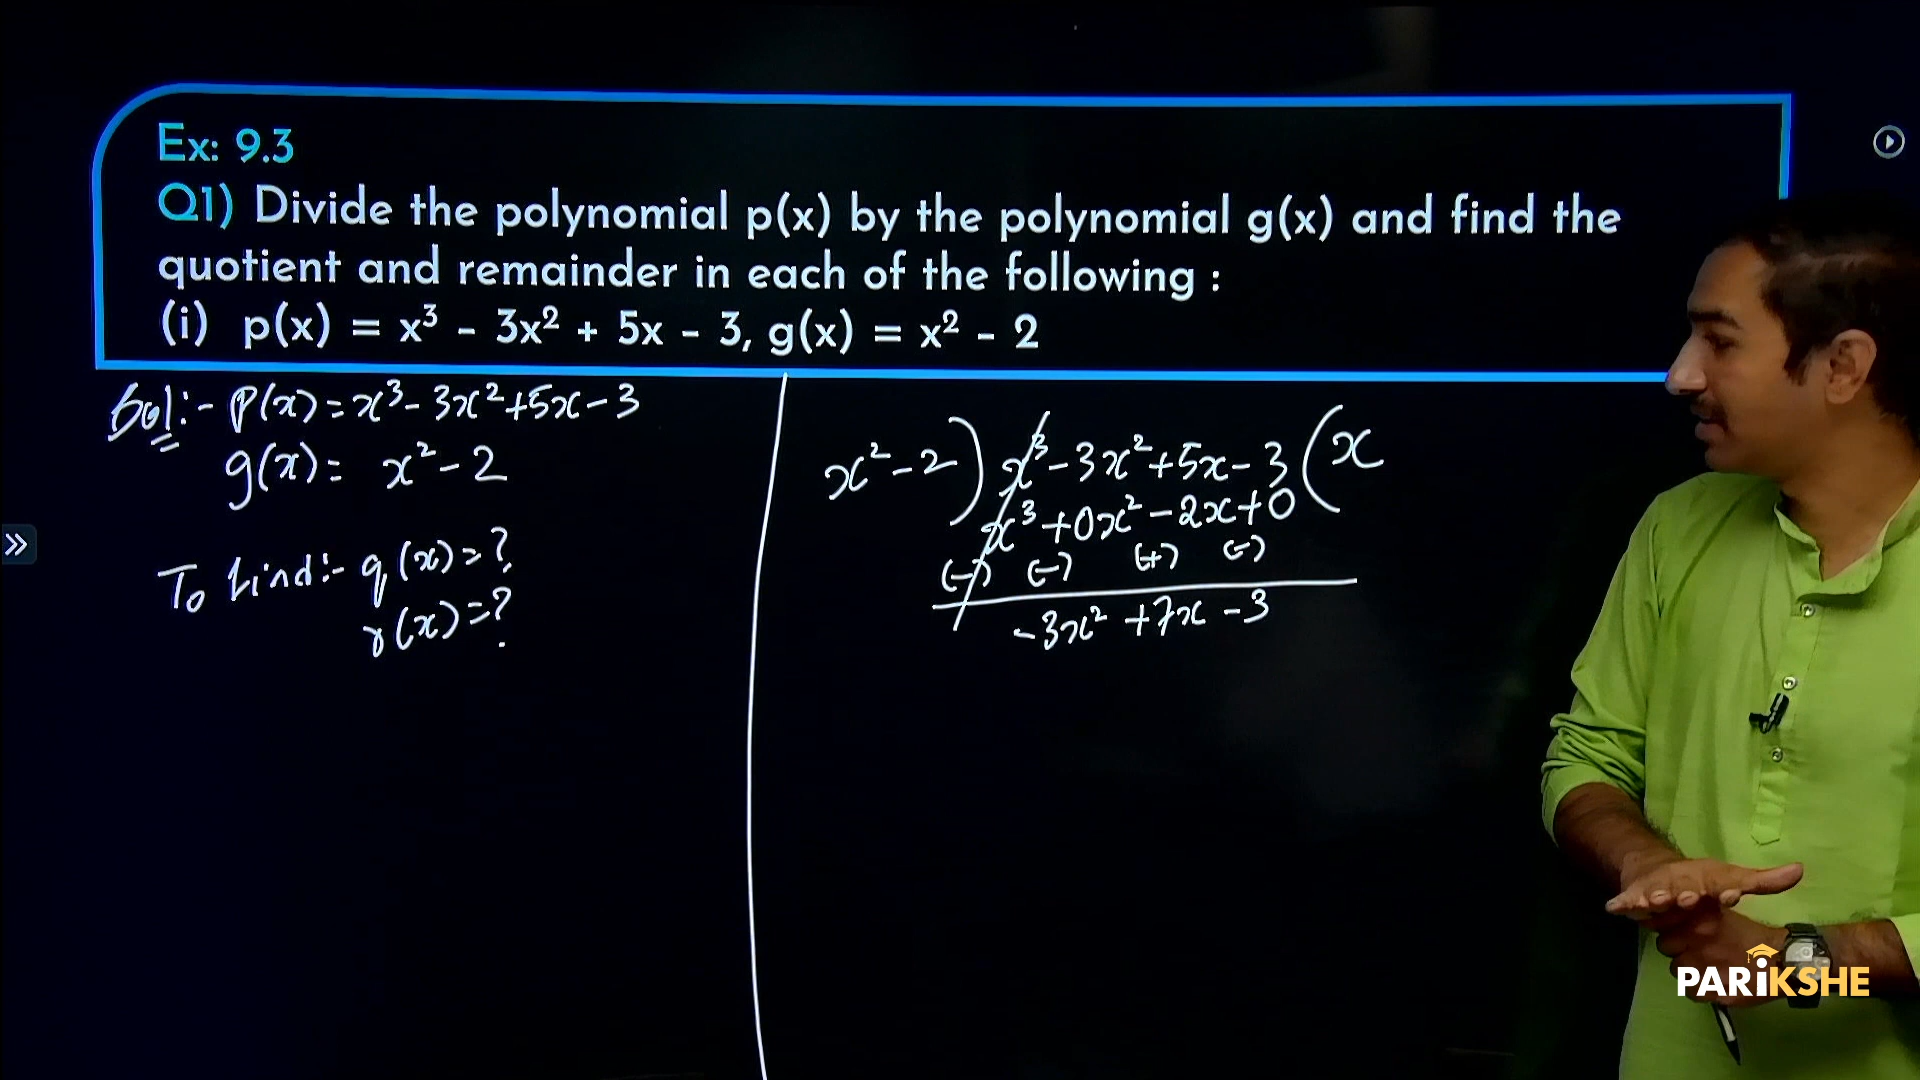 Ex: 9.3
Q1) Divide the polynomial p(x) by the polynomial g(x) and find the
quotient and remainder in each of the following :
(i) p(x) = x³ - 3x² + 5x - 3, g(x) = x² - 2
Sol:- P(x) = x³ - 3x² + 5x - 3
g(x) = x² - 2
To find:- q(x) = ?
r(x) = ?
x² - 2 ) x³ - 3x² + 5x - 3 ( x
x³ + 0x² - 2x + 0
(-) (-) (+) (-)
-3x² + 7x - 3
PARiKSHE